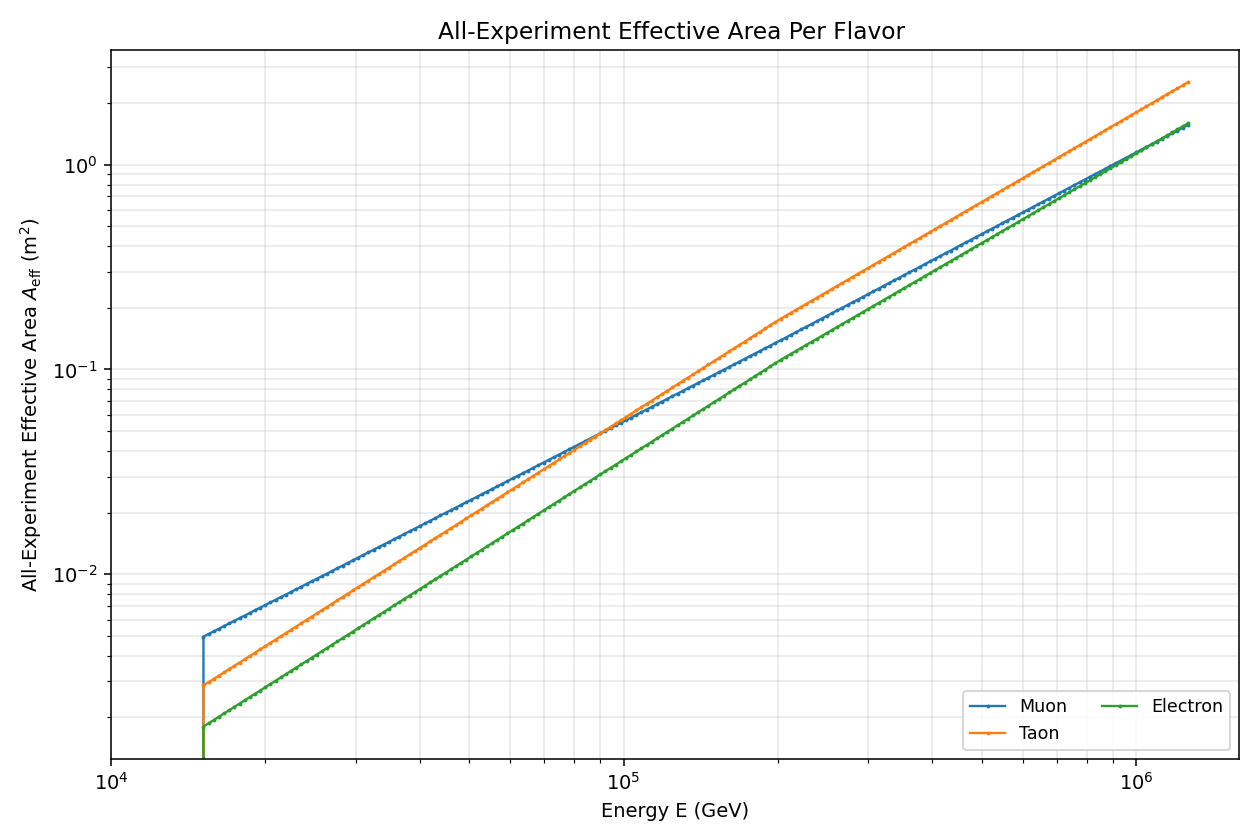 All-Experiment Effective Area Per Flavor
All-Experiment Effective Area A_eff (m²)
10⁰
10⁻¹
10⁻²
10⁴
10⁵
10⁶
Energy E (GeV)
Muon
Taon
Electron